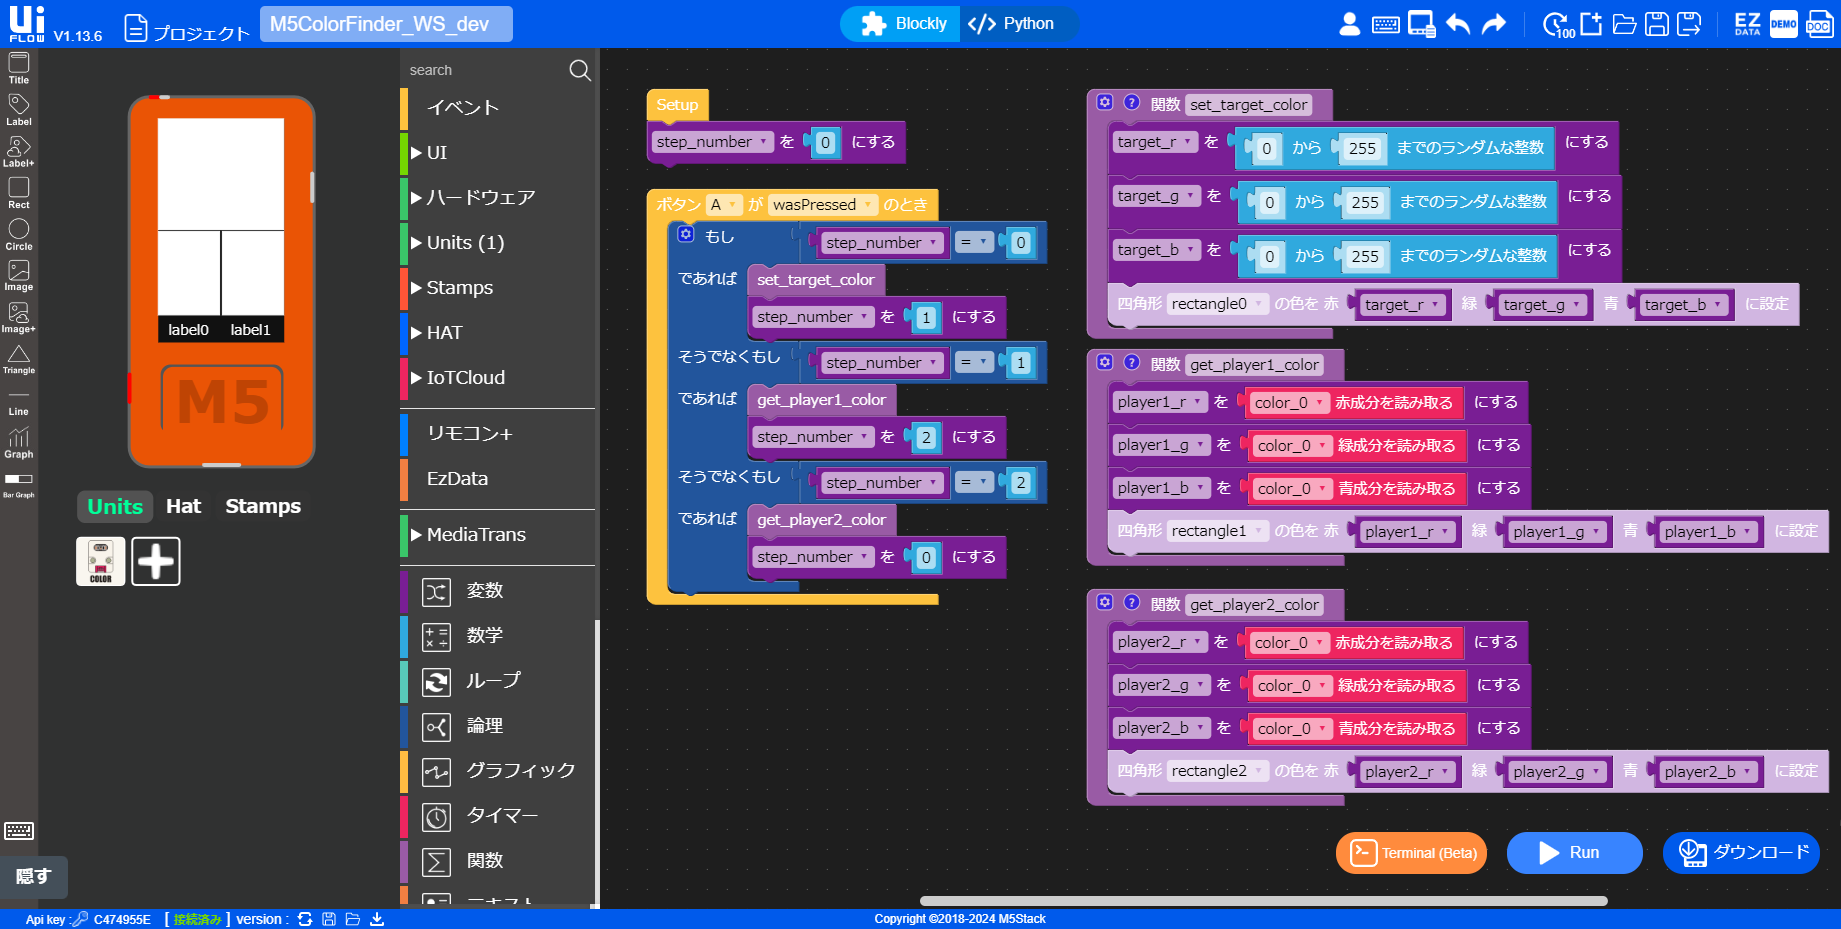 Ui FLOW V1.13.6 プロジェクト M5ColorFinder_WS_dev Blockly Python 100 EZ DATA DEMO DOC
Title
Label
Label+
Rect
Circle
Image
Image+
Triangle
Line
Graph
Bar Graph
隠す
label0 label1
M5
Units Hat Stamps
COLOR
search
イベント
UI
ハードウェア
Units (1)
Stamps
HAT
IoTCloud
リモコン+
EzData
MediaTrans
変数
数学
ループ
論理
グラフィック
タイマー
関数
テキスト
Setup
step_number を 0 にする
ボタン A が wasPressed のとき
もし step_number = 0
であれば set_target_color
step_number を 1 にする
そうでなくもし step_number = 1
であれば get_player1_color
step_number を 2 にする
そうでなくもし step_number = 2
であれば get_player2_color
step_number を 0 にする
関数 set_target_color
target_r を 0 から 255 までのランダムな整数 にする
target_g を 0 から 255 までのランダムな整数 にする
target_b を 0 から 255 までのランダムな整数 にする
四角形 rectangle0 の色を 赤 target_r 緑 target_g 青 target_b に設定
関数 get_player1_color
player1_r を color_0 赤成分を読み取る にする
player1_g を color_0 緑成分を読み取る にする
player1_b を color_0 青成分を読み取る にする
四角形 rectangle1 の色を 赤 player1_r 緑 player1_g 青 player1_b に設定
関数 get_player2_color
player2_r を color_0 赤成分を読み取る にする
player2_g を color_0 緑成分を読み取る にする
player2_b を color_0 青成分を読み取る にする
四角形 rectangle2 の色を 赤 player2_r 緑 player2_g 青 player2_b に設定
Terminal (Beta) Run ダウンロード
Api key : C474955E [ 接続済み ] version : Copyright ©2018-2024 M5Stack